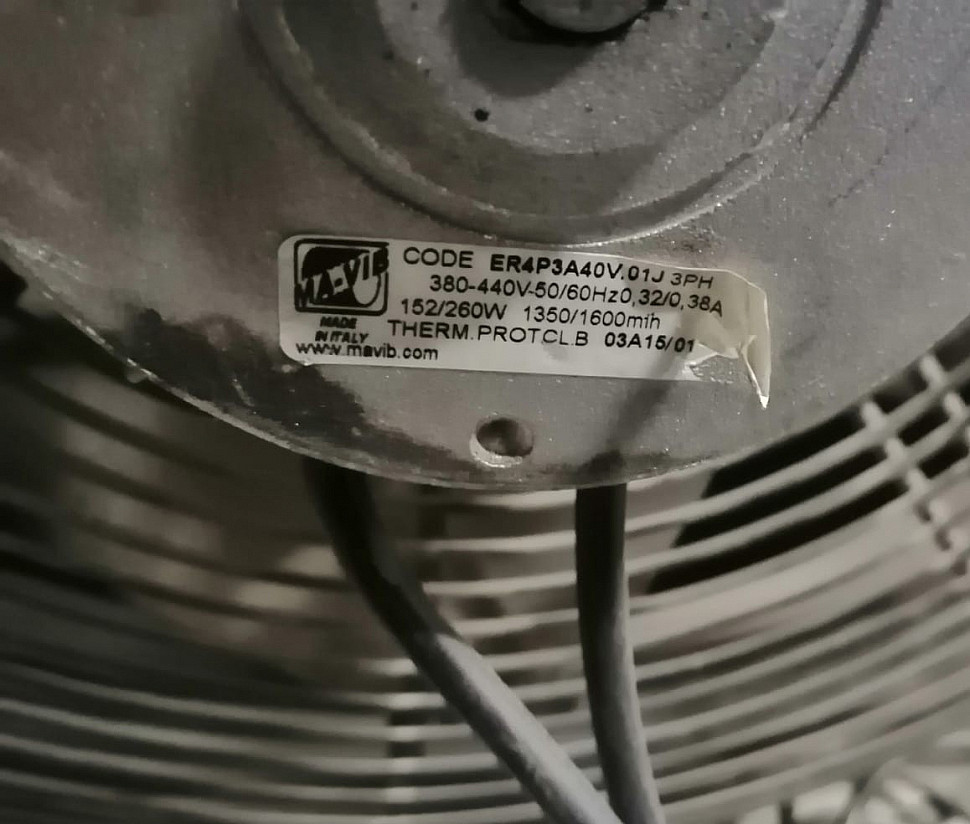 MA-VIB
MADE
IN ITALY
www.mavib.com
CODE ER4P3A40V.01J 3PH
380-440V-50/60Hz0,32/0,38A
152/260W 1350/1600mih
THERM.PROTCL.B 03A15/01